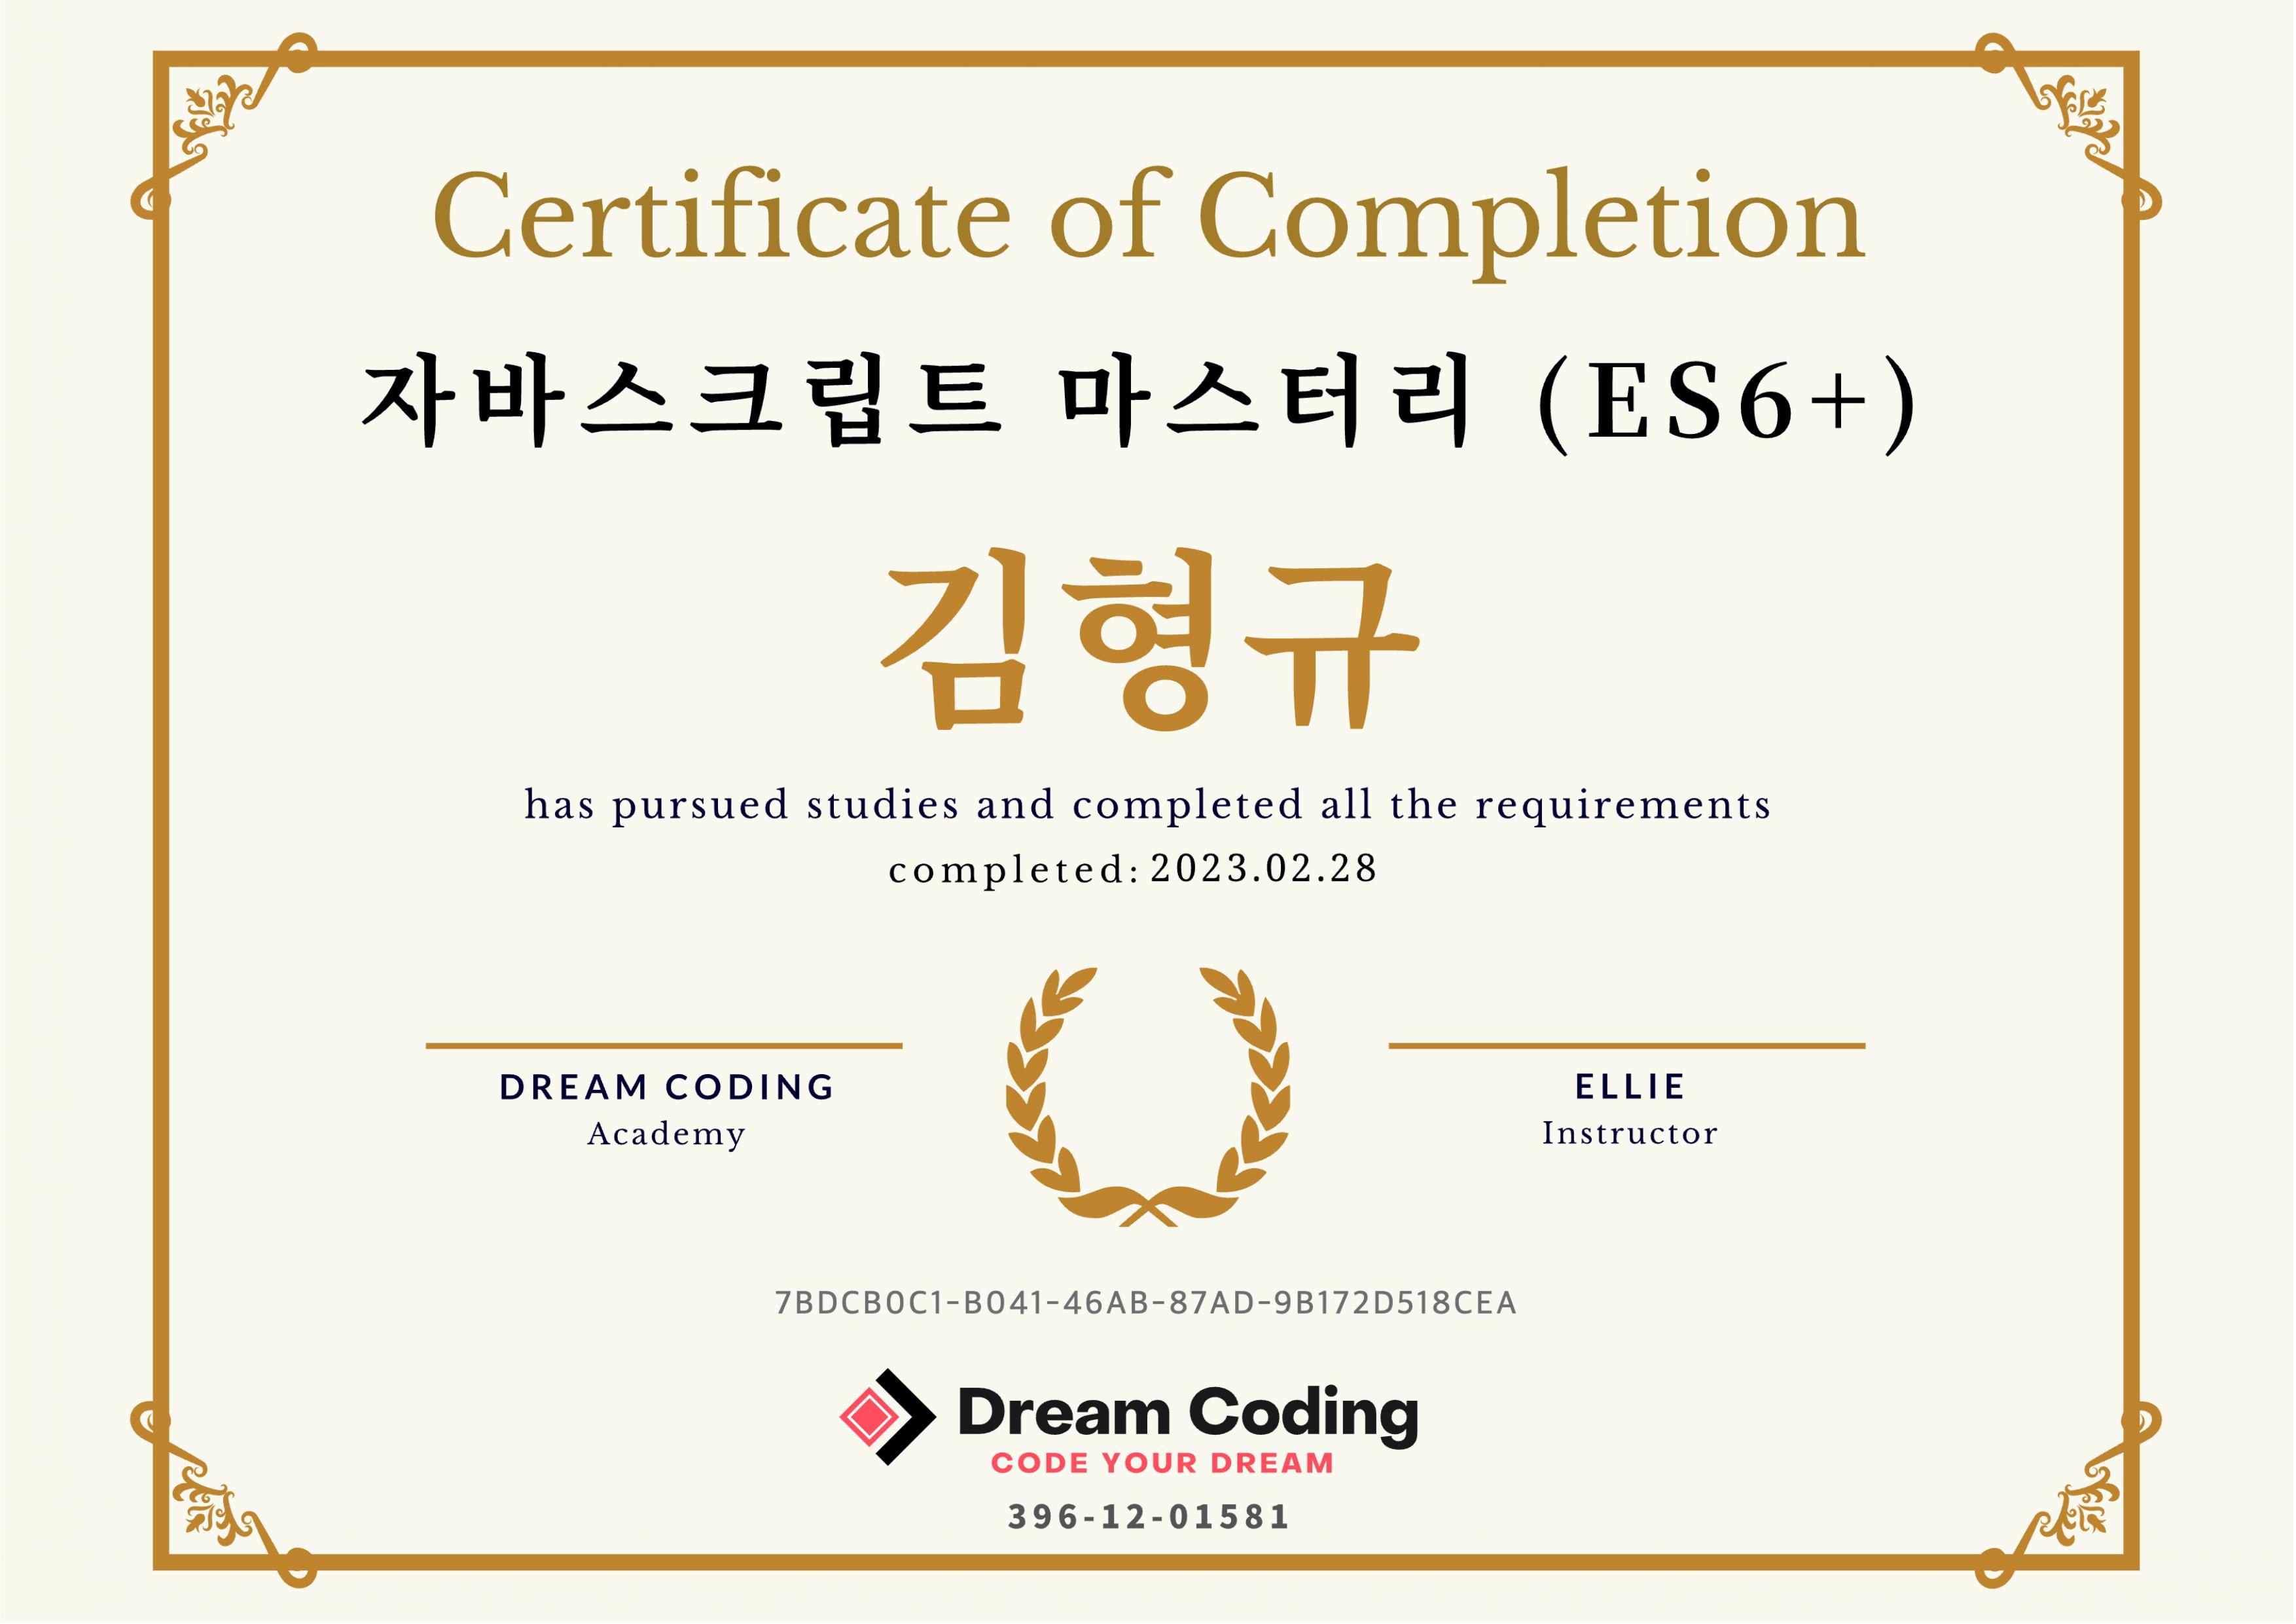 Certificate of Completion
자바스크립트 마스터리 (ES6+)
김형규
has pursued studies and completed all the requirements
completed: 2023.02.28
DREAM CODING
Academy
ELLIE
Instructor
7BDCB0C1-B041-46AB-87AD-9B172D518CEA
Dream Coding
CODE YOUR DREAM
396-12-01581